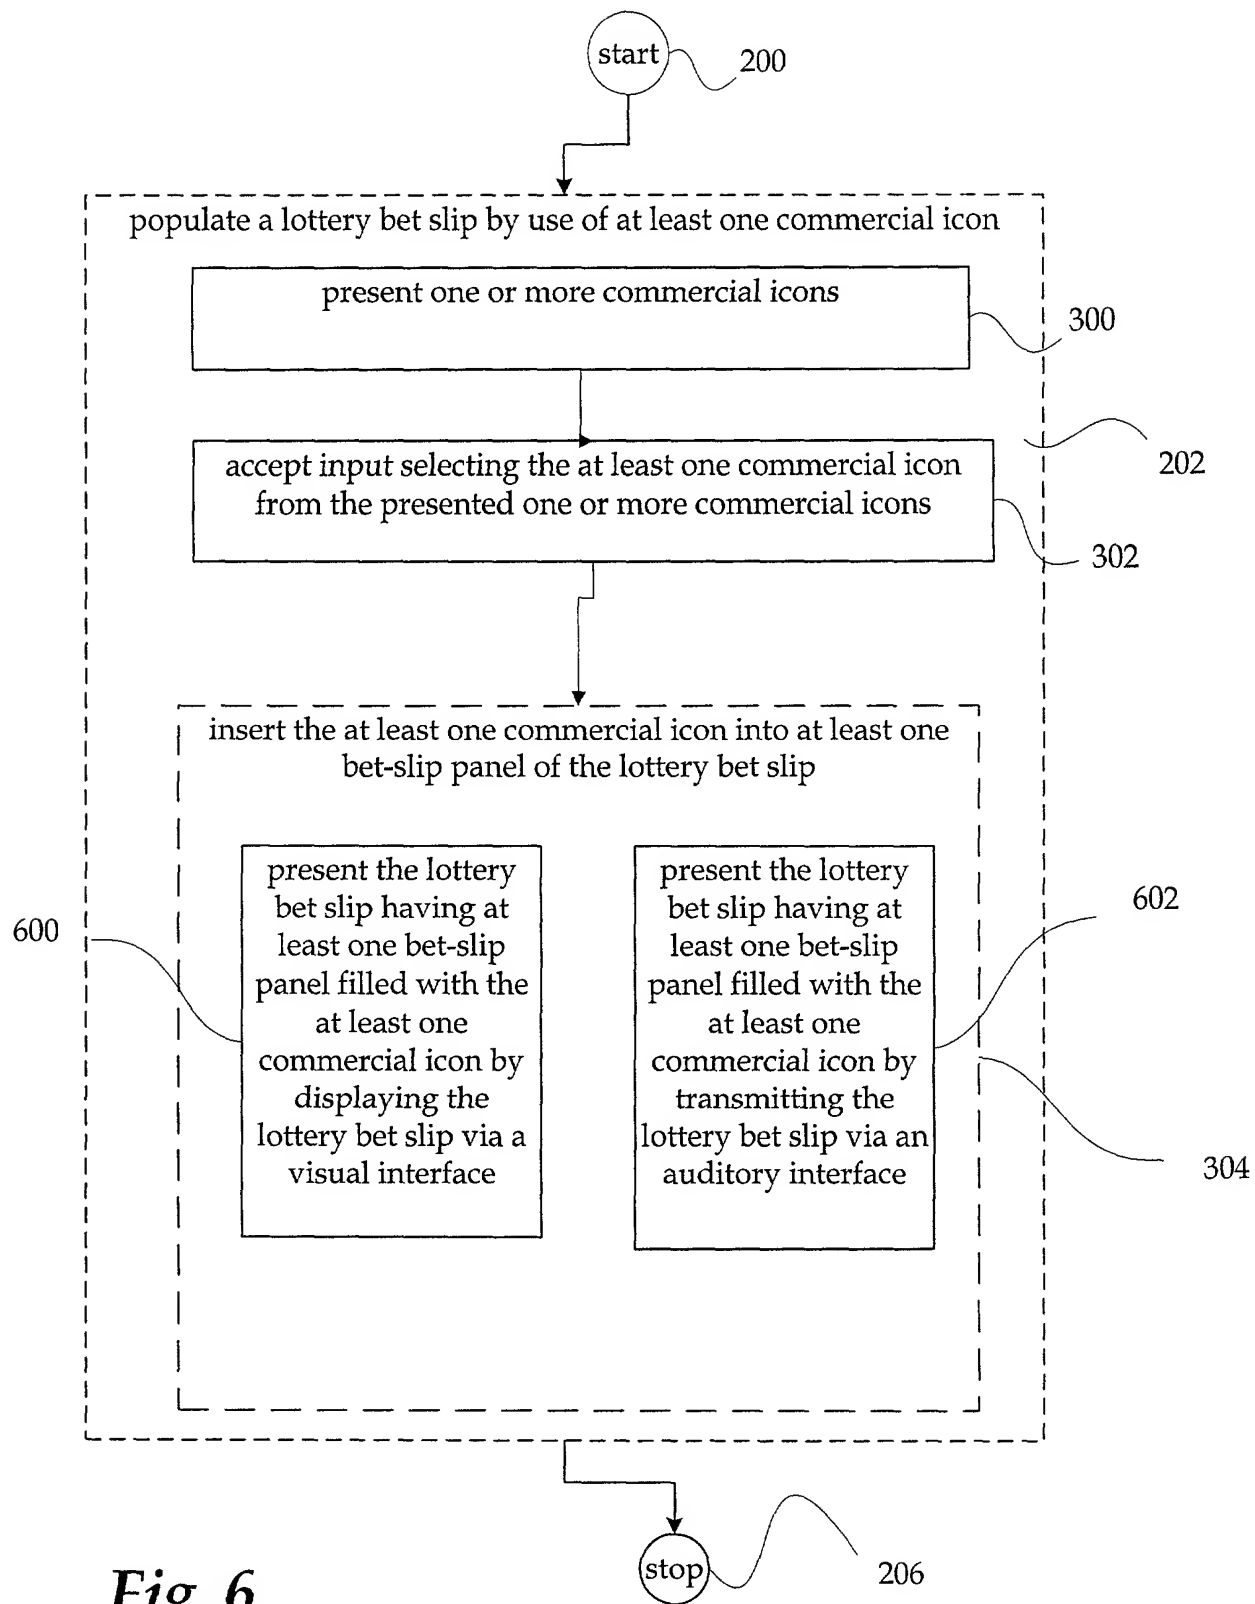 start
200
populate a lottery bet slip by use of at least one commercial icon
present one or more commercial icons
300
accept input selecting the at least one commercial icon
from the presented one or more commercial icons
202
302
insert the at least one commercial icon into at least one
bet-slip panel of the lottery bet slip
present the lottery
bet slip having at
least one bet-slip
panel filled with the
at least one
commercial icon by
displaying the
lottery bet slip via a
visual interface
600
present the lottery
bet slip having at
least one bet-slip
panel filled with the
at least one
commercial icon by
transmitting the
lottery bet slip via an
auditory interface
602
304
stop
206
Fig. 6